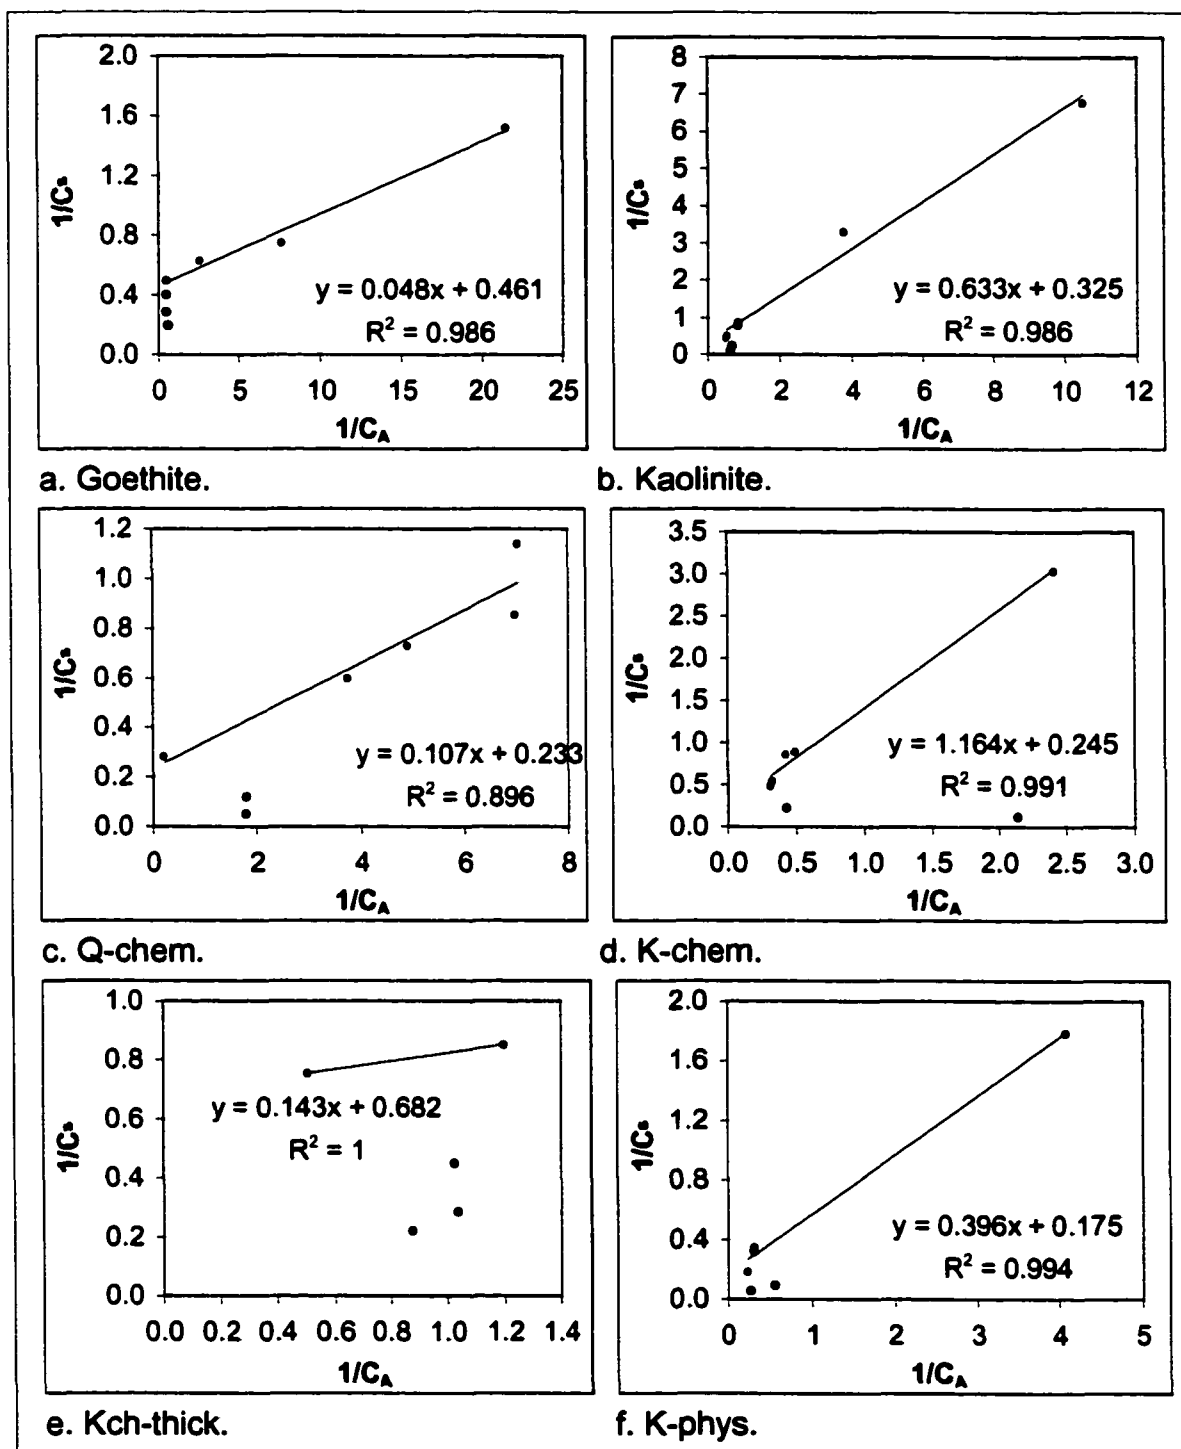 2.0
1.6
1.2
0.8
0.4
0.0
1/Cˢ
y = 0.048x + 0.461
R² = 0.986
0 5 10 15 20 25
1/C_A
a. Goethite.
8
7
6
5
4
3
2
1
0
1/Cˢ
y = 0.633x + 0.325
R² = 0.986
0 2 4 6 8 10 12
1/C_A
b. Kaolinite.
1.2
1.0
0.8
0.6
0.4
0.2
0.0
1/Cˢ
y = 0.107x + 0.233
R² = 0.896
0 2 4 6 8
1/C_A
c. Q-chem.
3.5
3.0
2.5
2.0
1.5
1.0
0.5
0.0
1/Cˢ
y = 1.164x + 0.245
R² = 0.991
0.0 0.5 1.0 1.5 2.0 2.5 3.0
1/C_A
d. K-chem.
1.0
0.8
0.6
0.4
0.2
0.0
1/Cˢ
y = 0.143x + 0.682
R² = 1
0.0 0.2 0.4 0.6 0.8 1.0 1.2 1.4
1/C_A
e. Kch-thick.
2.0
1.6
1.2
0.8
0.4
0.0
1/Cˢ
y = 0.396x + 0.175
R² = 0.994
0 1 2 3 4 5
1/C_A
f. K-phys.